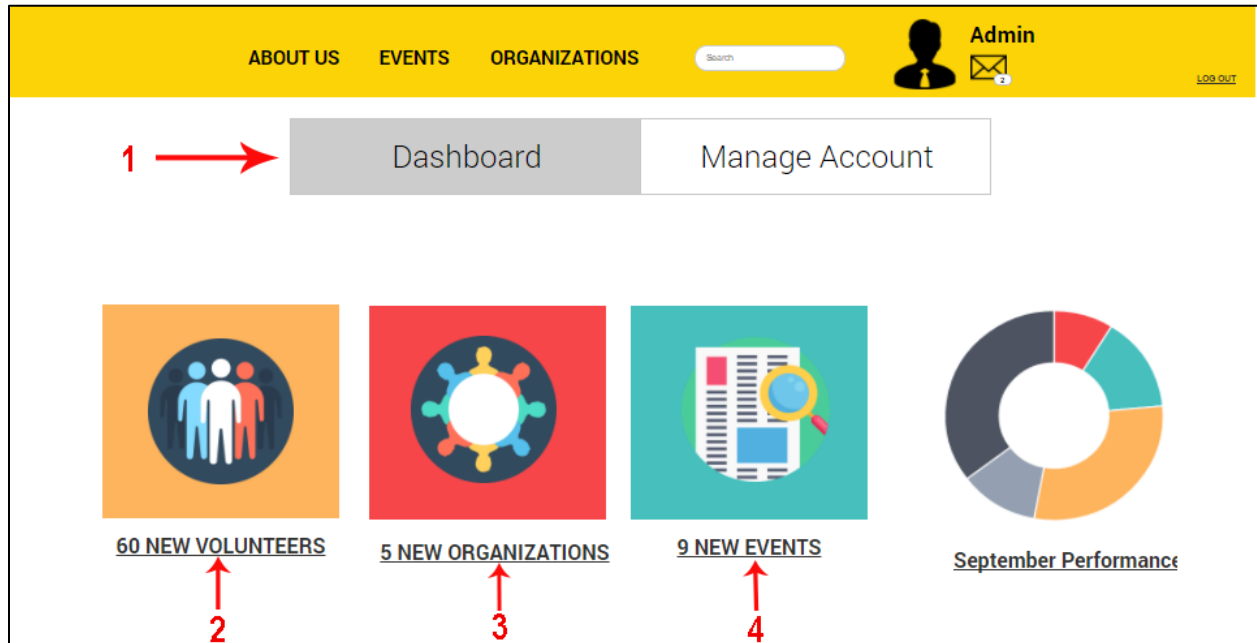 Admin
ABOUT US EVENTS ORGANIZATIONS Search
2
LOG OUT
1 Dashboard Manage Account
60 NEW VOLUNTEERS 5 NEW ORGANIZATIONS 9 NEW EVENTS September Performance
2 3 4